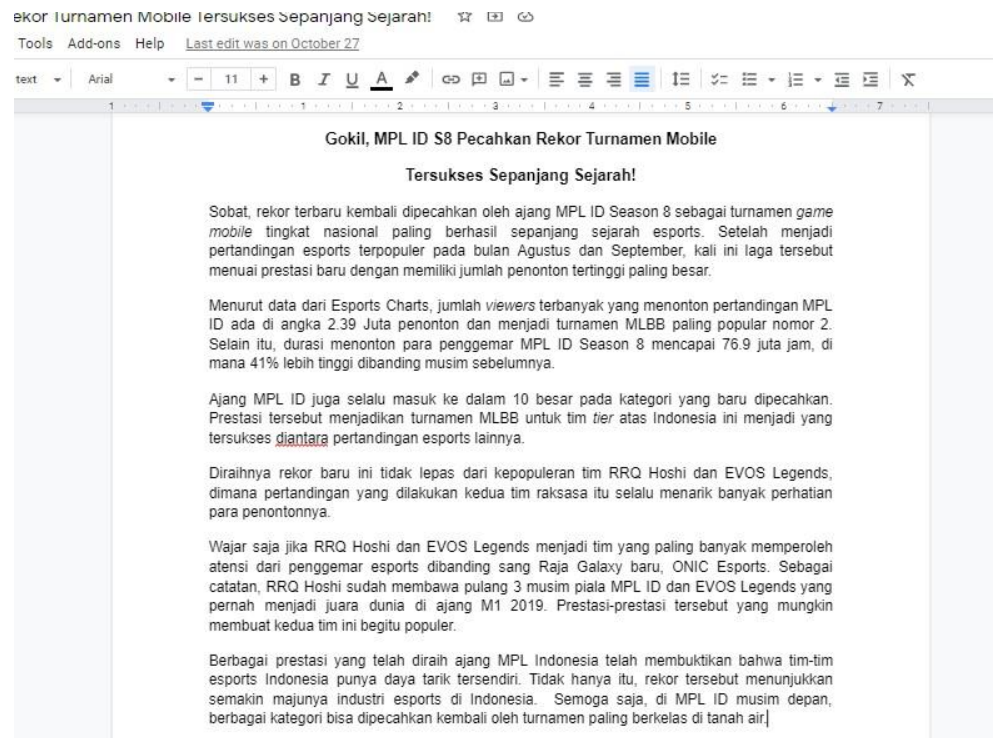 ekor Turnamen Mobile Tersukses Sepanjang Sejarah!
Tools Add-ons Help Last edit was on October 27
text Arial - 11 + B I U A
1 1 2 3 4 5 6 7
Gokil, MPL ID S8 Pecahkan Rekor Turnamen Mobile
Tersukses Sepanjang Sejarah!
Sobat, rekor terbaru kembali dipecahkan oleh ajang MPL ID Season 8 sebagai turnamen game
mobile tingkat nasional paling berhasil sepanjang sejarah esports. Setelah menjadi
pertandingan esports terpopuler pada bulan Agustus dan September, kali ini laga tersebut
menuai prestasi baru dengan memiliki jumlah penonton tertinggi paling besar.
Menurut data dari Esports Charts, jumlah viewers terbanyak yang menonton pertandingan MPL
ID ada di angka 2.39 Juta penonton dan menjadi turnamen MLBB paling popular nomor 2.
Selain itu, durasi menonton para penggemar MPL ID Season 8 mencapai 76.9 juta jam, di
mana 41% lebih tinggi dibanding musim sebelumnya.
Ajang MPL ID juga selalu masuk ke dalam 10 besar pada kategori yang baru dipecahkan.
Prestasi tersebut menjadikan turnamen MLBB untuk tim tier atas Indonesia ini menjadi yang
tersukses diantara pertandingan esports lainnya.
Diraihnya rekor baru ini tidak lepas dari kepopuleran tim RRQ Hoshi dan EVOS Legends,
dimana pertandingan yang dilakukan kedua tim raksasa itu selalu menarik banyak perhatian
para penontonnya.
Wajar saja jika RRQ Hoshi dan EVOS Legends menjadi tim yang paling banyak memperoleh
atensi dari penggemar esports dibanding sang Raja Galaxy baru, ONIC Esports. Sebagai
catatan, RRQ Hoshi sudah membawa pulang 3 musim piala MPL ID dan EVOS Legends yang
pernah menjadi juara dunia di ajang M1 2019. Prestasi-prestasi tersebut yang mungkin
membuat kedua tim ini begitu populer.
Berbagai prestasi yang telah diraih ajang MPL Indonesia telah membuktikan bahwa tim-tim
esports Indonesia punya daya tarik tersendiri. Tidak hanya itu, rekor tersebut menunjukkan
semakin majunya industri esports di Indonesia. Semoga saja, di MPL ID musim depan,
berbagai kategori bisa dipecahkan kembali oleh turnamen paling berkelas di tanah air.